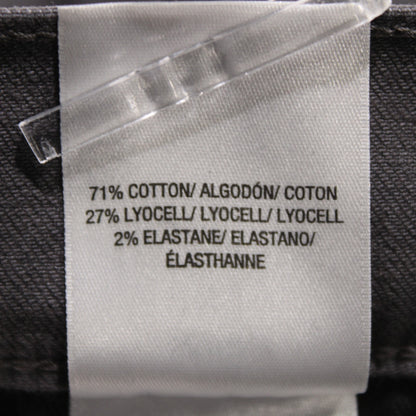 71% COTTON/ ALGODÓN/ COTON
27% LYOCELL/ LYOCELL/ LYOCELL
2% ELASTANE/ ELASTANO/
ÉLASTHANNE